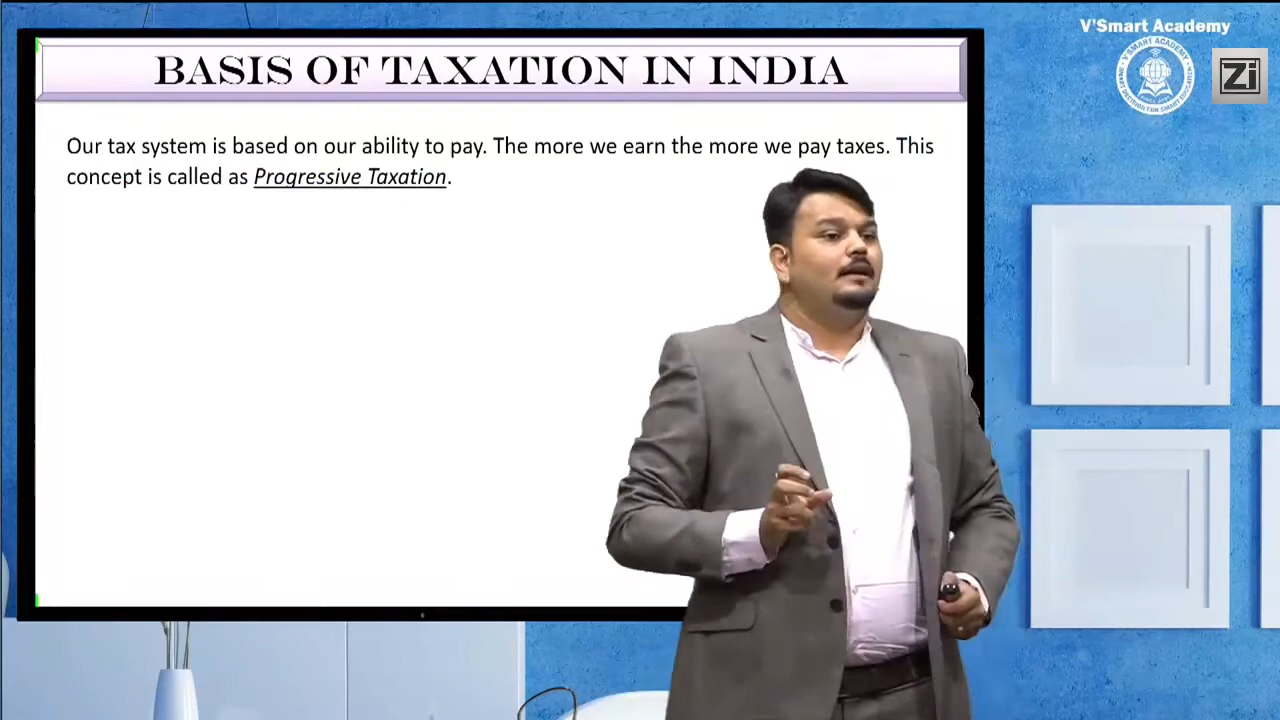 V'Smart Academy
BASIS OF TAXATION IN INDIA
Zi
Our tax system is based on our ability to pay. The more we earn the more we pay taxes. This
concept is called as Progressive Taxation.